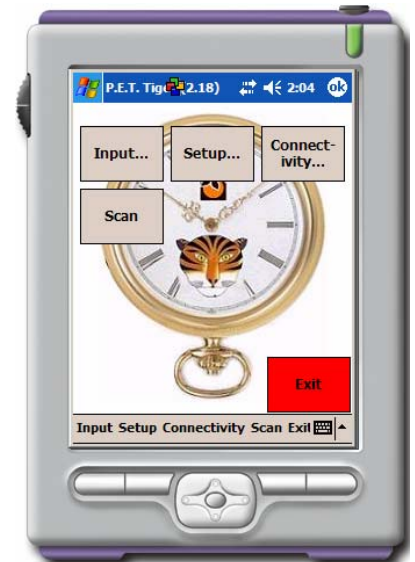 P.E.T. Tig (2.18) 2:04 ok
Input... Setup... Connect-
ivity...
Scan
Exit
Input Setup Connectivity Scan Exit